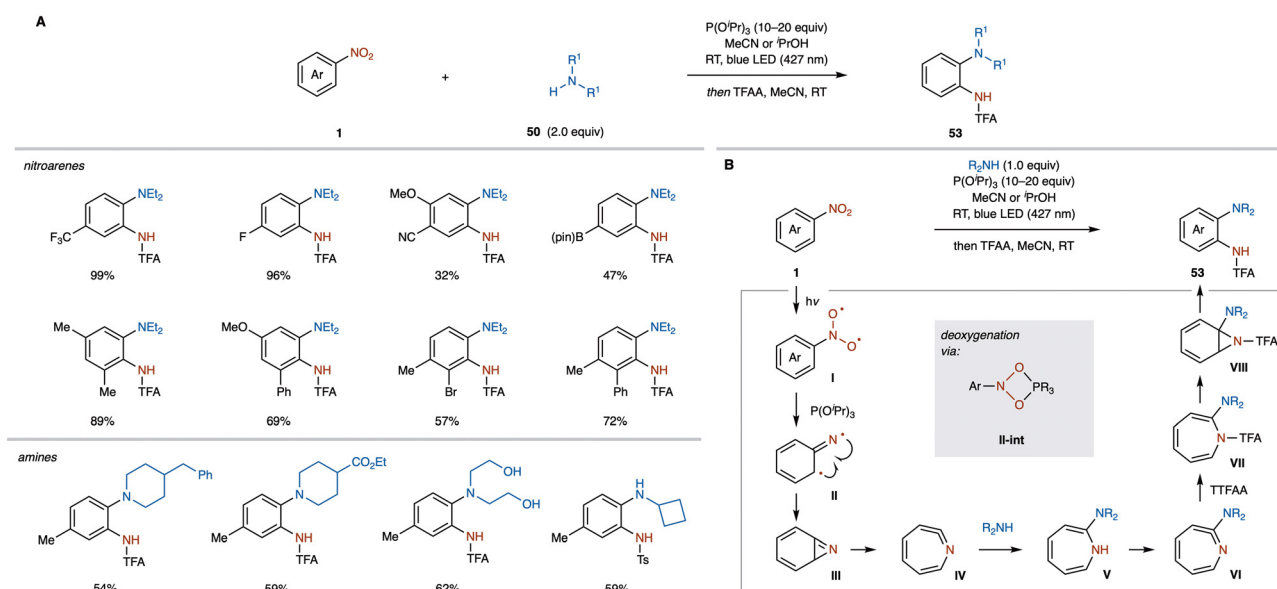 A
NO2
Ar
1
+
R1
N
H
R1
50 (2.0 equiv)
P(OiPr)3 (10–20 equiv)
MeCN or iPrOH
RT, blue LED (427 nm)
then TFAA, MeCN, RT
R1
N
R1
NH
TFA
53
nitroarenes
NEt2
F3C
NH
TFA
99%
NEt2
F
NH
TFA
96%
MeO
NEt2
NC
NH
TFA
32%
NEt2
(pin)B
NH
TFA
47%
Me
NEt2
NH
Me
TFA
89%
MeO
NEt2
NH
Ph
TFA
69%
NEt2
Me
NH
Br
TFA
57%
NEt2
Me
NH
Ph
TFA
72%
amines
Ph
N
Me
NH
TFA
54%
CO2Et
N
Me
NH
TFA
59%
OH
N
OH
Me
NH
TFA
62%
H
N
Me
NH
Ts
59%
B
NO2
Ar
1
R2NH (1.0 equiv)
P(OiPr)3 (10–20 equiv)
MeCN or iPrOH
RT, blue LED (427 nm)
then TFAA, MeCN, RT
NR2
Ar
NH
TFA
53
hν
O•
N
O•
Ar
I
P(OiPr)3
N•
•
II
N
III
N
IV
R2NH
NR2
NH
V
NR2
N
VI
TTFAA
NR2
N–TFA
VII
NR2
N–TFA
VIII
deoxygenation
via:
O
Ar–N
PR3
O
II-int